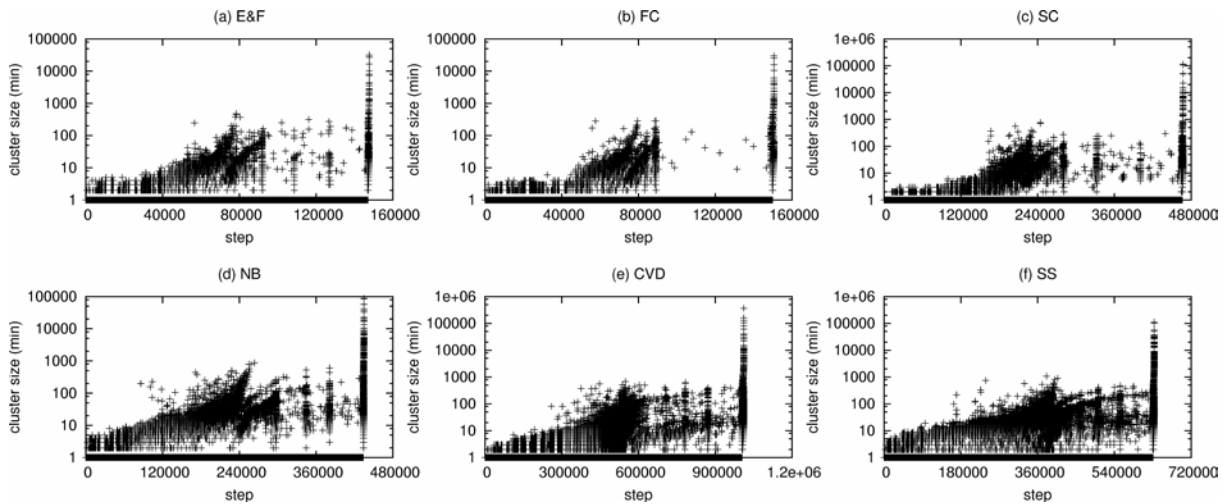 (a) E&F
100000
10000
1000
100
10
1
cluster size (min)
0 40000 80000 120000 160000
step
(b) FC
100000
10000
1000
100
10
1
cluster size (min)
0 40000 80000 120000 160000
step
(c) SC
1e+06
100000
10000
1000
100
10
1
cluster size (min)
0 120000 240000 360000 480000
step
(d) NB
100000
10000
1000
100
10
1
cluster size (min)
0 120000 240000 360000 480000
step
(e) CVD
1e+06
100000
10000
1000
100
10
1
cluster size (min)
0 300000 600000 900000 1.2e+06
step
(f) SS
1e+06
100000
10000
1000
100
10
1
cluster size (min)
0 180000 360000 540000 720000
step